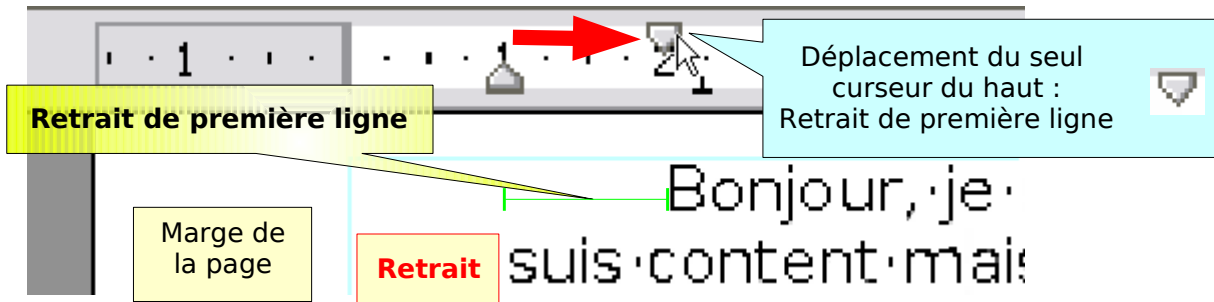 1 1 2
Déplacement du seul
curseur du haut :
Retrait de première ligne
Retrait de première ligne
Bonjour,·je·
Marge de
la page
Retrait
suis·content·mais